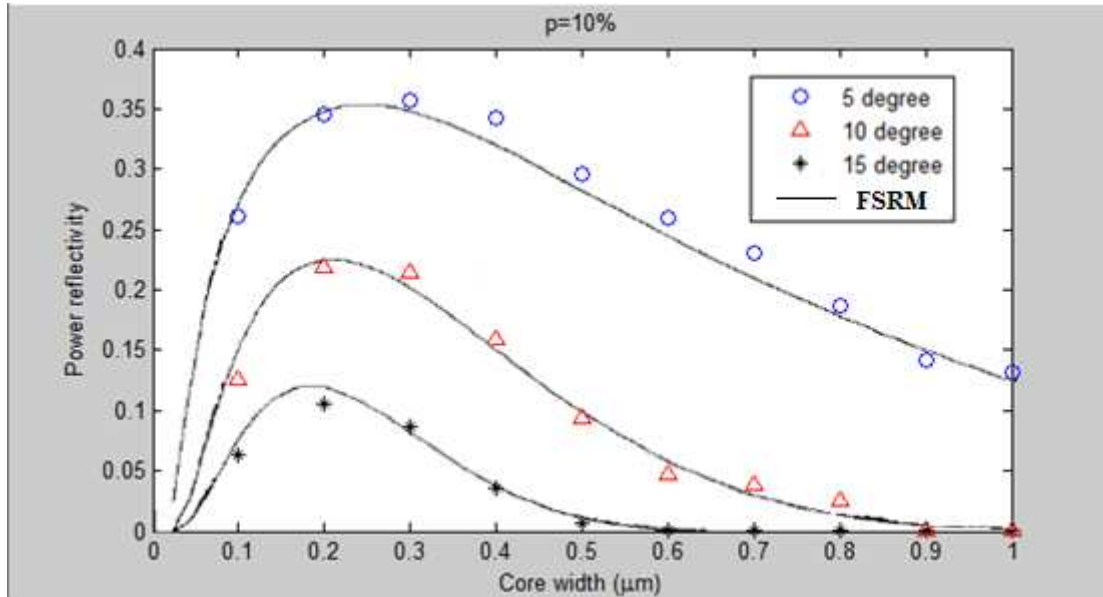 p=10%
0.4
0.35
0.3
0.25
0.2
0.15
0.1
0.05
0
Power reflectivity
5 degree
10 degree
15 degree
FSRM
0 0.1 0.2 0.3 0.4 0.5 0.6 0.7 0.8 0.9 1
Core width (μm)